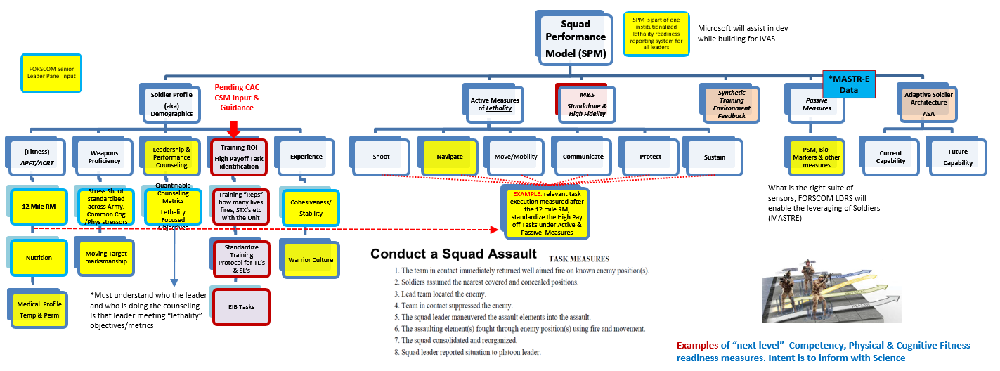 Squad
Performance
Model (SPM)
SPM is part of one
institutionalized
lethality readiness
reporting system for
all leaders
Microsoft will assist in dev
while building for IVAS
FORSCOM Senior
Leader Panel Input
Soldier Profile
(aka)
Demographics
Pending CAC
CSM Input &
Guidance
Active Measures
of Lethality
M&S
Standalone &
High Fidelity
Synthetic
Training
Environment
Feedback
Passive
Measures
*MASTR-E
Data
Adaptive Soldier
Architecture
ASA
(Fitness)
APFT/ACRT
Weapons
Proficiency
Leadership &
Performance
Counseling
Training-ROI
High Payoff Task
identification
Experience
Shoot
Navigate
Move/Mobility
Communicate
Protect
Sustain
PSM, Bio-
Markers & other
measures
Current
Capability
Future
Capability
12 Mile RM
Stress Shoot
standardized
across Army.
Common Cog
/Phys stressors
Quantifiable
Counseling
Metrics
Lethality
Focused
Objectives
Training “Reps”
how many lives
fires, STX’s etc
with the Unit
Cohesiveness/
Stability
EXAMPLE: relevant task
execution measured after
the 12 mile RM,
standardize the High Pay
off Tasks under Active &
Passive Measures
What is the right suite of
sensors, FORSCOM LDRS will
enable the leveraging of Soldiers
(MASTRE)
Nutrition
Moving Target
marksmanship
Standardize
Training
Protocol for TL’s
& SL’s
Warrior Culture
Medical Profile
Temp & Perm
*Must understand who the leader
and who is doing the counseling.
Is that leader meeting “lethality”
objectives/metrics
EIB Tasks
Conduct a Squad Assault
TASK MEASURES
1. The team in contact immediately returned well aimed fire on known enemy position(s).
2. Soldiers assumed the nearest covered and concealed positions.
3. Lead team located the enemy.
4. Team in contact suppressed the enemy.
5. The squad leader maneuvered the assault elements into the assault.
6. The assaulting element(s) fought through enemy position(s) using fire and movement.
7. The squad consolidated and reorganized.
8. Squad leader reported situation to platoon leader.
HEALTH
Examples of “next level” Competency, Physical & Cognitive Fitness
readiness measures. Intent is to inform with Science